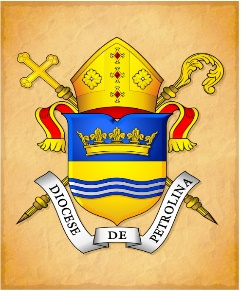 DIOCESE DE PETROLINA